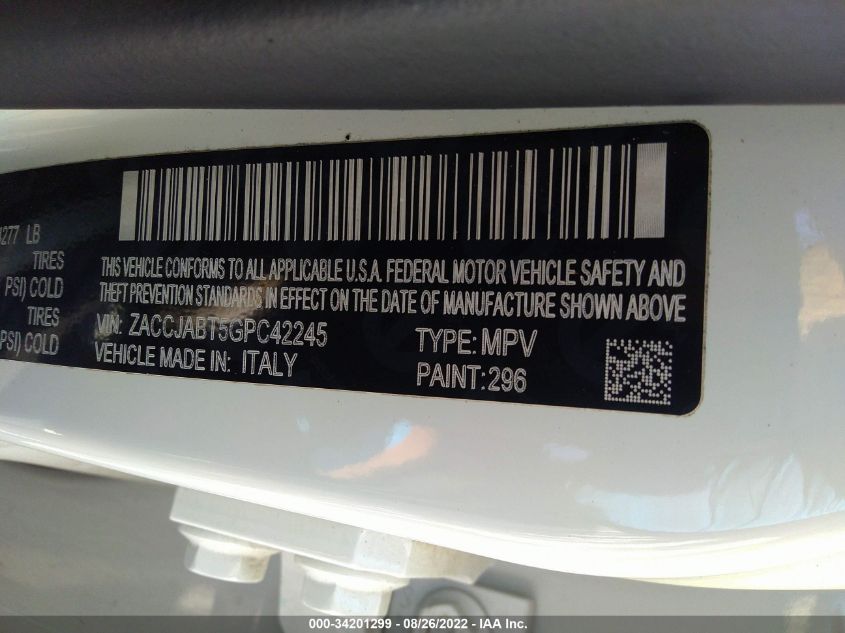 4277 LB
TIRES
PSI) COLD
TIRES
PSI) COLD
THIS VEHICLE CONFORMS TO ALL APPLICABLE U.S.A. FEDERAL MOTOR VEHICLE SAFETY AND
THEFT PREVENTION STANDARDS IN EFFECT ON THE DATE OF MANUFACTURE SHOWN ABOVE
VIN: ZACCJABT5GPC42245
TYPE: MPV
VEHICLE MADE IN: ITALY
PAINT: 296
000-34201299 - 08/26/2022 - IAA Inc.